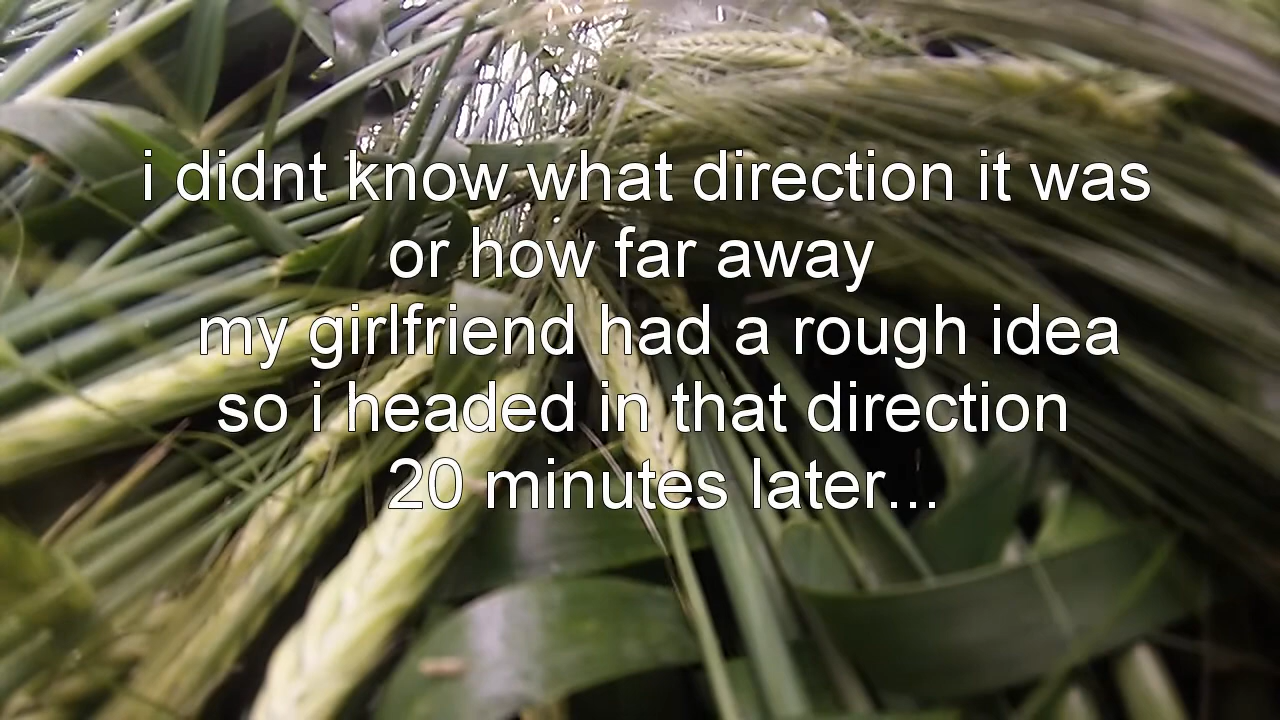 i didnt know what direction it was
or how far away
my girlfriend had a rough idea
so i headed in that direction
20 minutes later...